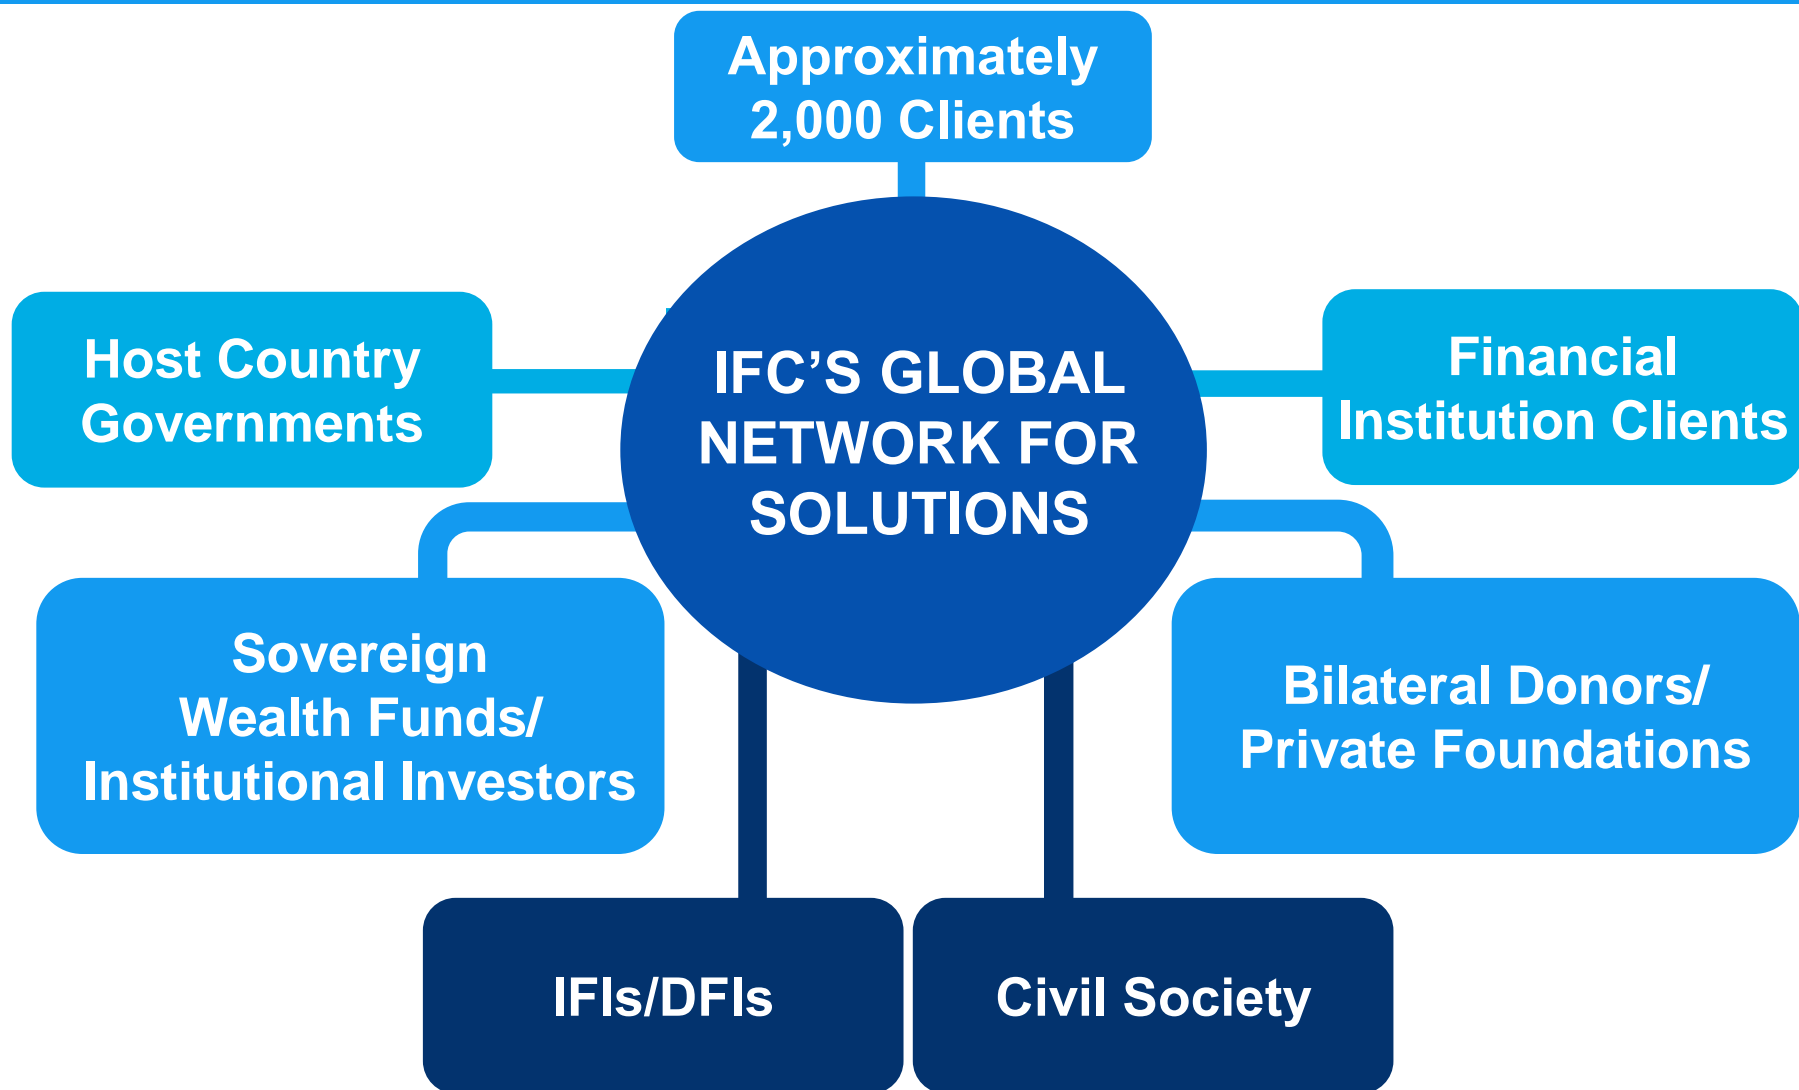 Approximately
2,000 Clients
Host Country
Governments
IFC’S GLOBAL
NETWORK FOR
SOLUTIONS
Financial
Institution Clients
Sovereign
Wealth Funds/
Institutional Investors
Bilateral Donors/
Private Foundations
IFIs/DFIs
Civil Society